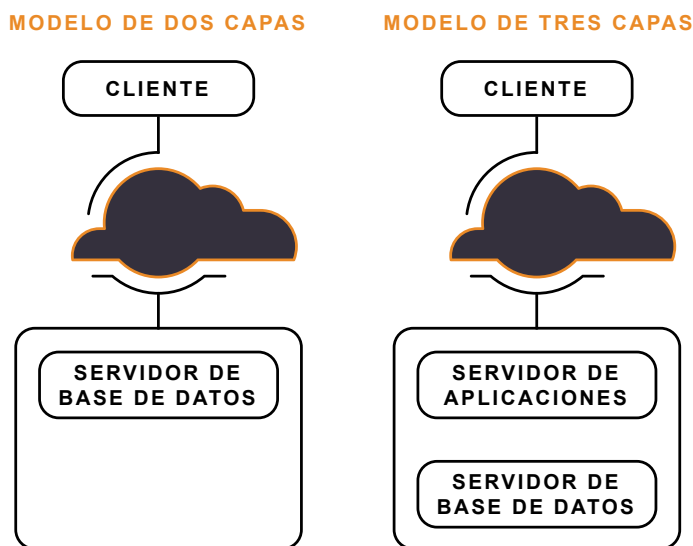 MODELO DE DOS CAPAS
CLIENTE
SERVIDOR DE
BASE DE DATOS
MODELO DE TRES CAPAS
CLIENTE
SERVIDOR DE
APLICACIONES
SERVIDOR DE
BASE DE DATOS